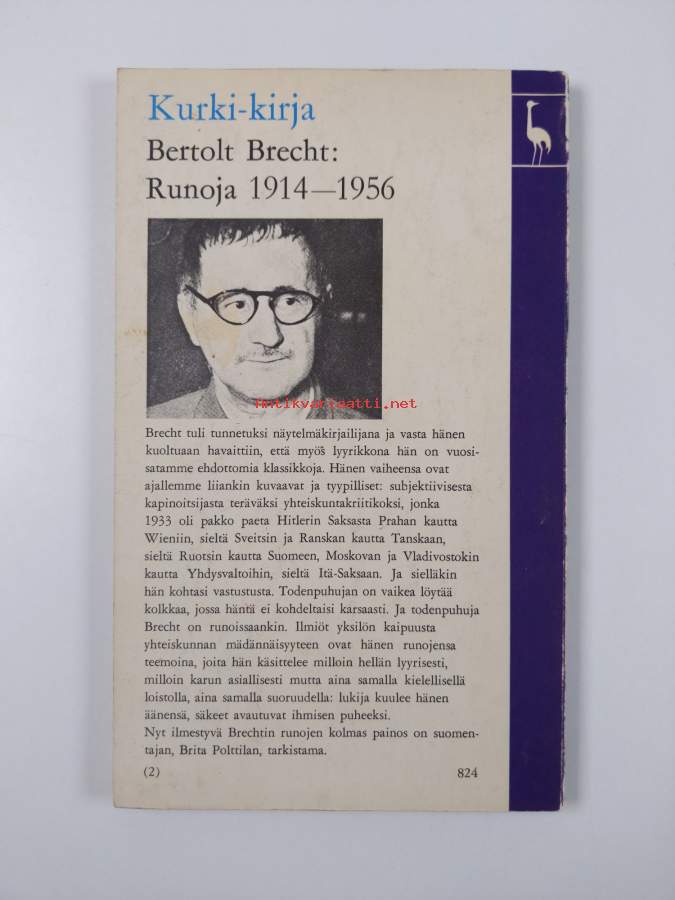 Kurki-kirja
Bertolt Brecht:
Runoja 1914—1956
antikvariaatti.net
Brecht tuli tunnetuksi näytelmäkirjailijana ja vasta hänen
kuoltuaan havaittiin, että myös lyyrikkona hän on vuosi-
satamme ehdottomia klassikkoja. Hänen vaiheensa ovat
ajallemme liiankin kuvaavat ja tyypilliset: subjektiivisesta
kapinoitsijasta teräväksi yhteiskuntakriitikoksi, jonka
1933 oli pakko paeta Hitlerin Saksasta Prahan kautta
Wieniin, sieltä Sveitsin ja Ranskan kautta Tanskaan,
sieltä Ruotsin kautta Suomeen, Moskovan ja Vladivostokin
kautta Yhdysvaltoihin, sieltä Itä-Saksaan. Ja sielläkin
hän kohtasi vastustusta. Todenpuhujan on vaikea löytää
kolkkaa, jossa häntä ei kohdeltaisi karsaasti. Ja todenpuhuja
Brecht on runoissaankin. Ilmiöt yksilön kaipuusta
yhteiskunnan mädännäisyyteen ovat hänen runojensa
teemoina, joita hän käsittelee milloin hellän lyyrisesti,
milloin karun asiallisesti mutta aina samalla kielellisellä
loistolla, aina samalla suoruudella: lukija kuulee hänen
äänensä, säkeet avautuvat ihmisen puheeksi.
Nyt ilmestyvä Brechtin runojen kolmas painos on suomen-
tajan, Brita Polttilan, tarkistama.
(2) 824